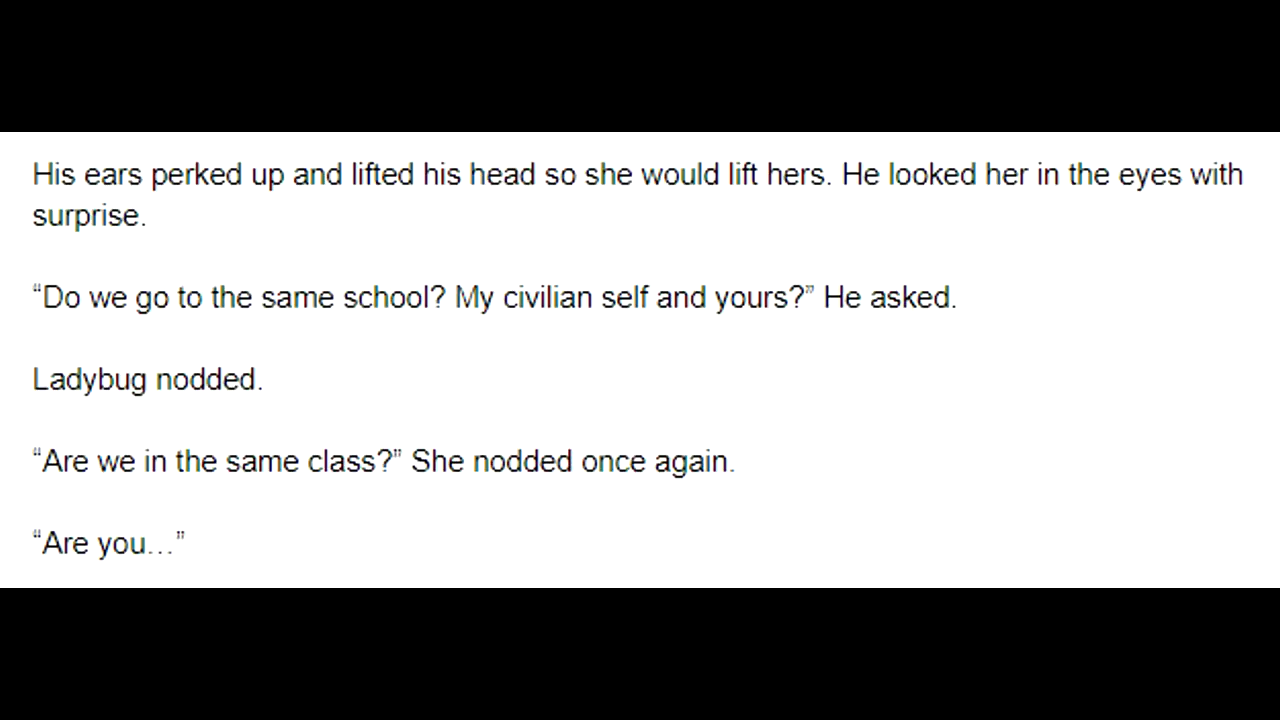 His ears perked up and lifted his head so she would lift hers. He looked her in the eyes with
surprise.
“Do we go to the same school? My civilian self and yours?” He asked.
Ladybug nodded.
“Are we in the same class?” She nodded once again.
“Are you…”